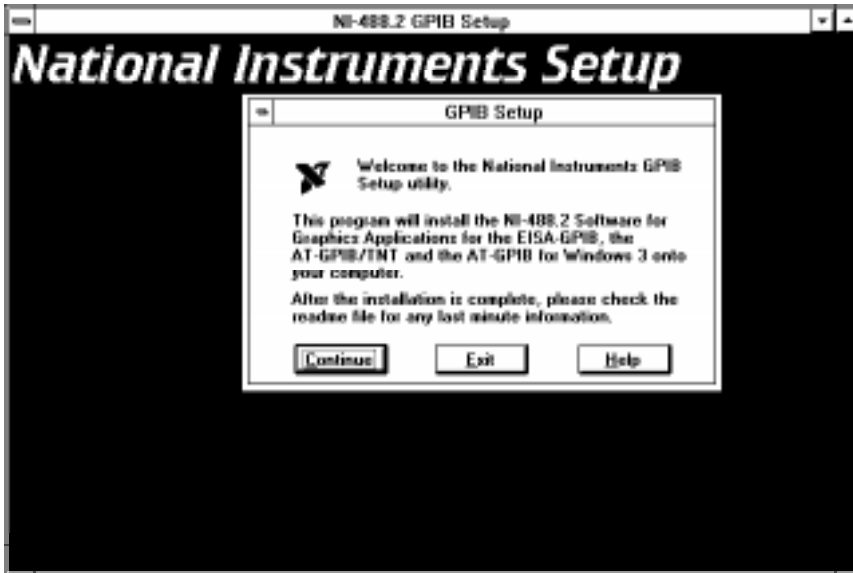 NI-488.2 GPIB Setup
National Instruments Setup
GPIB Setup
Welcome to the National Instruments GPIB
Setup utility.
This program will install the NI-488.2 Software for
Graphics Applications for the EISA-GPIB, the
AT-GPIB/TNT and the AT-GPIB for Windows 3 onto
your computer.
After the installation is complete, please check the
readme file for any last minute information.
Continue Exit Help